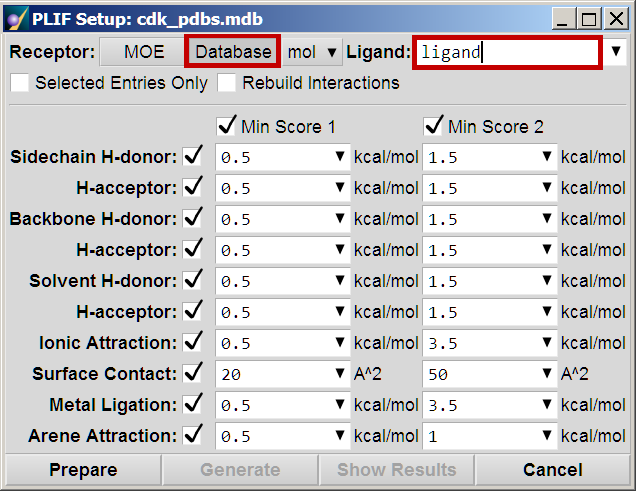 PLIF Setup: cdk_pdbs.mdb
Receptor: MOE Database mol Ligand: ligand
Selected Entries Only Rebuild Interactions
Min Score 1 Min Score 2
Sidechain H-donor: 0.5 kcal/mol 1.5 kcal/mol
H-acceptor: 0.5 kcal/mol 1.5 kcal/mol
Backbone H-donor: 0.5 kcal/mol 1.5 kcal/mol
H-acceptor: 0.5 kcal/mol 1.5 kcal/mol
Solvent H-donor: 0.5 kcal/mol 1.5 kcal/mol
H-acceptor: 0.5 kcal/mol 1.5 kcal/mol
Ionic Attraction: 0.5 kcal/mol 3.5 kcal/mol
Surface Contact: 20 A^2 50 A^2
Metal Ligation: 0.5 kcal/mol 3.5 kcal/mol
Arene Attraction: 0.5 kcal/mol 1 kcal/mol
Prepare Generate Show Results Cancel